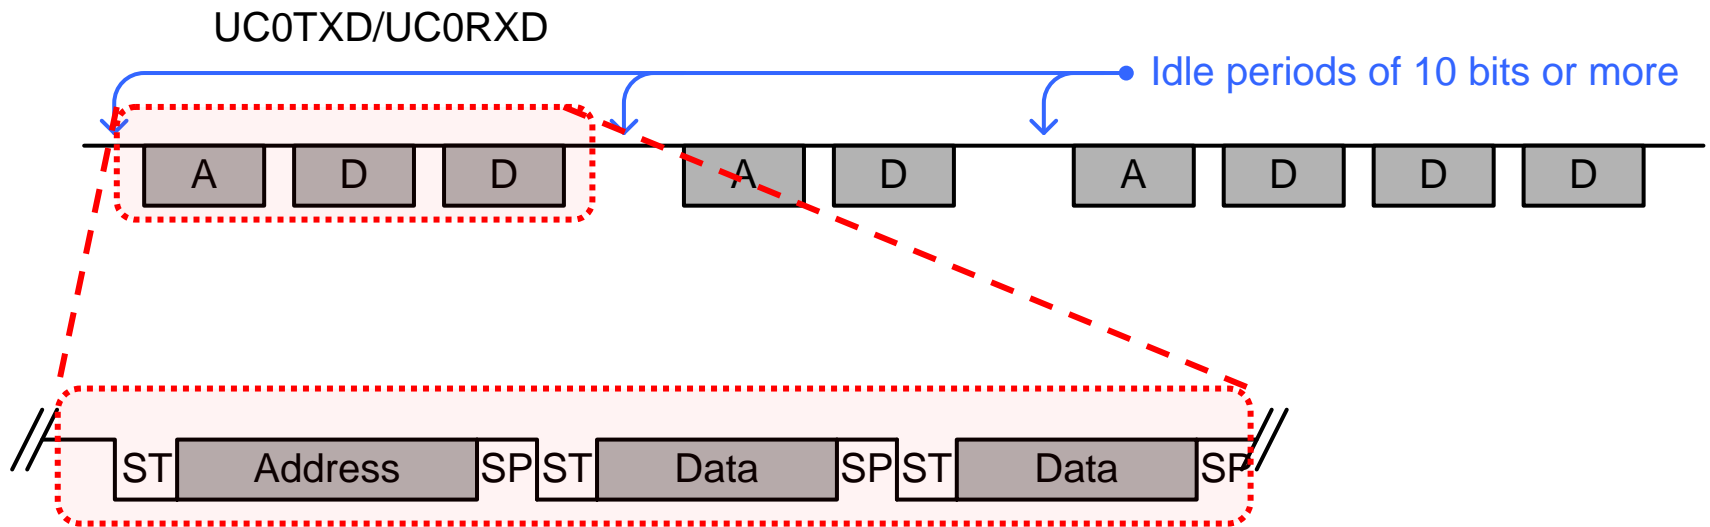 UC0TXD/UC0RXD
Idle periods of 10 bits or more
A D D A D A D D D
ST Address SP ST Data SP ST Data SP